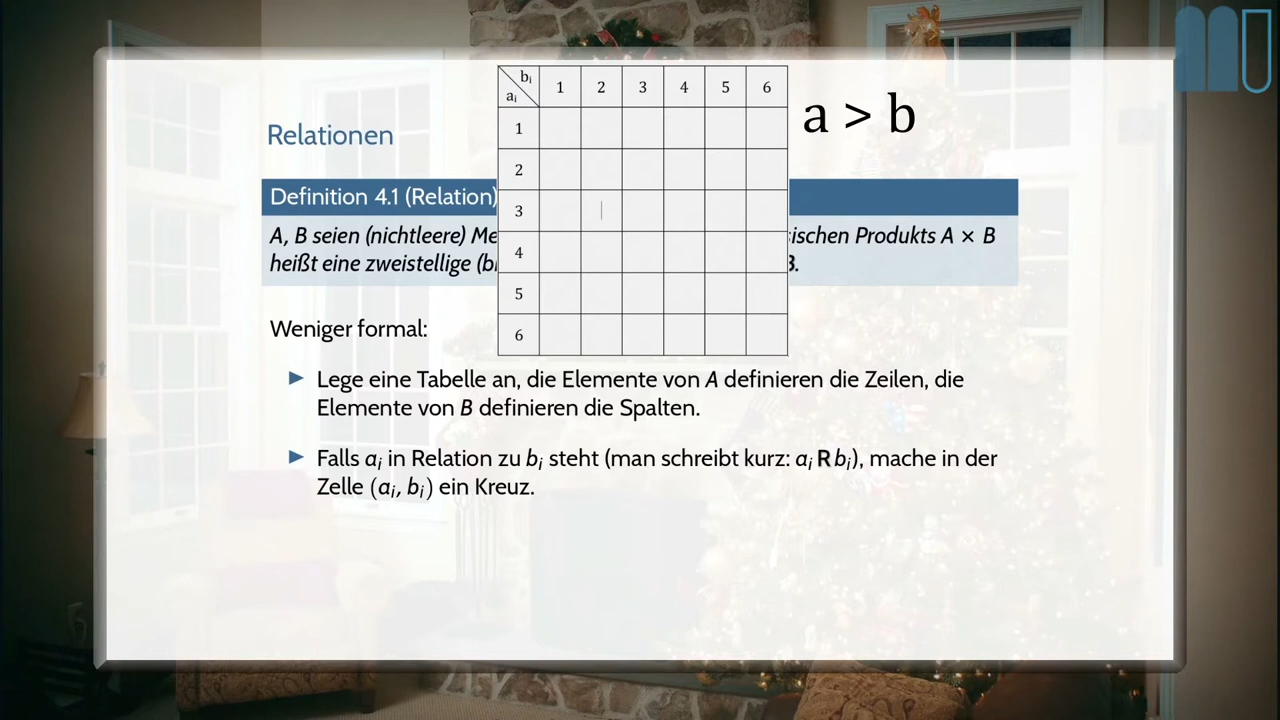 bᵢ
aᵢ
1 2 3 4 5 6
1
2
3
4
5
6
a > b
Relationen
Definition 4.1 (Relation)
A, B seien (nichtleere) ischen Produkts A × B
heißt eine zweistellige
Weniger formal:
► Lege eine Tabelle an, die Elemente von A definieren die Zeilen, die
Elemente von B definieren die Spalten.
► Falls aᵢ in Relation zu bᵢ steht (man schreibt kurz: aᵢ R bᵢ), mache in der
Zelle (aᵢ, bᵢ) ein Kreuz.